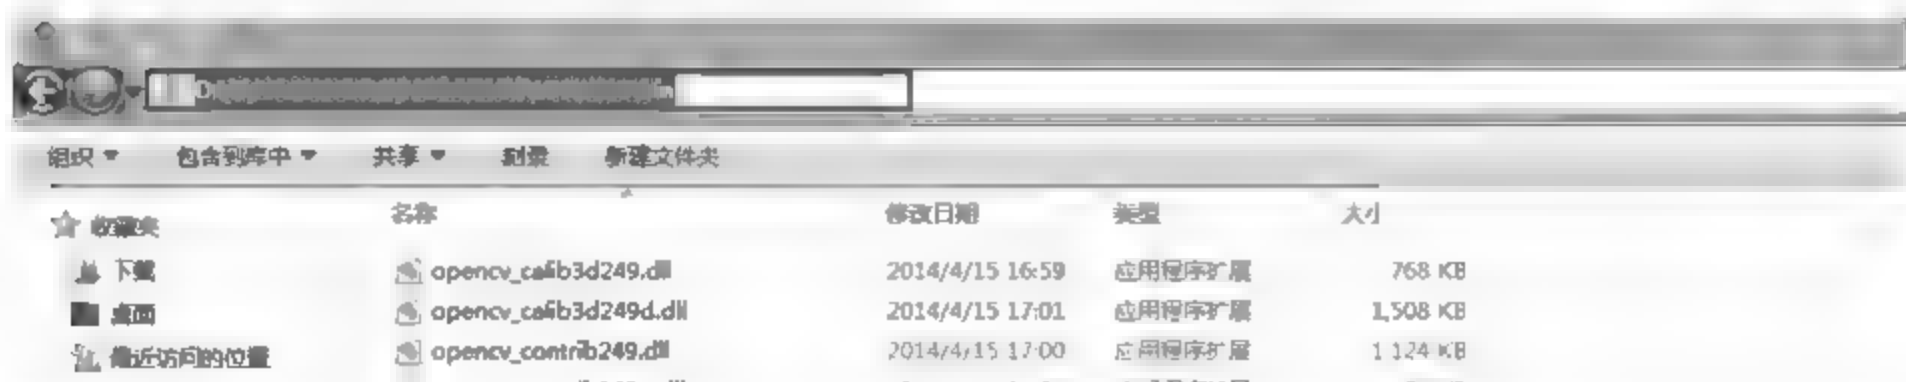 组织 包含到库中 共享 刻录 新建文件夹
收藏夹 名称 修改日期 类型 大小
下载 opencv_calib3d249.dll 2014/4/15 16:59 应用程序扩展 768 KB
桌面 opencv_calib3d249d.dll 2014/4/15 17:01 应用程序扩展 1,508 KB
最近访问的位置 opencv_contrib249.dll 2014/4/15 17:00 应用程序扩展 1,124 KB